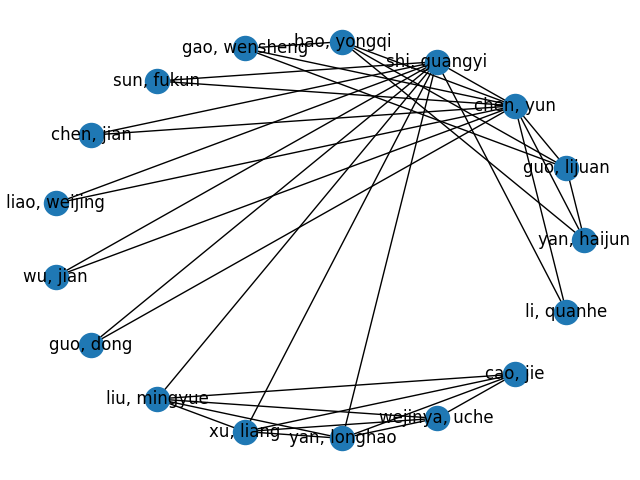 hao, yongqi
gao, wensheng
shi, guangyi
sun, fukun
chen, yun
chen, jian
guo, lijuan
liao, weijing
yan, haijun
wu, jian
li, quanhe
guo, dong
cao, jie
liu, mingyue
wejinya, uche
xu, liang
yan, longhao